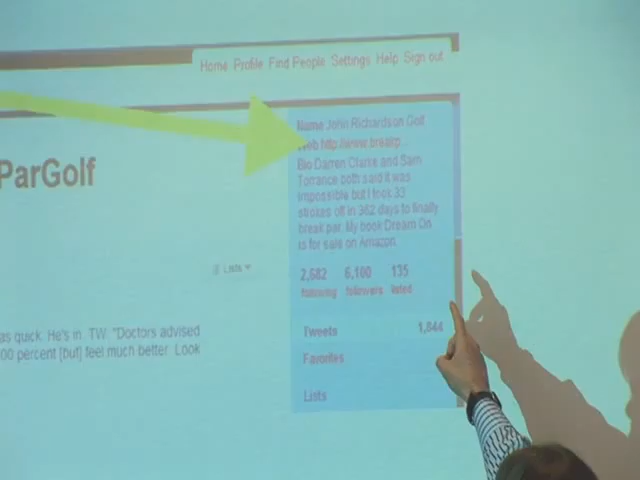 Home Profile Find People Settings Help Sign out
Name John Richardson Golf
Web http://www.breakp...
ParGolf
Bio Darren Clarke and Sam
Torrance both said it was
impossible but I took 33
strokes off in 362 days to finally
break par. My book Dream On
is for sale on Amazon.
Lists
2,682 6,100 135
following followers listed
as quick. He's in. TW. "Doctors advised
00 percent [but] feel much better. Look
Tweets 1,844
Favorites
Lists